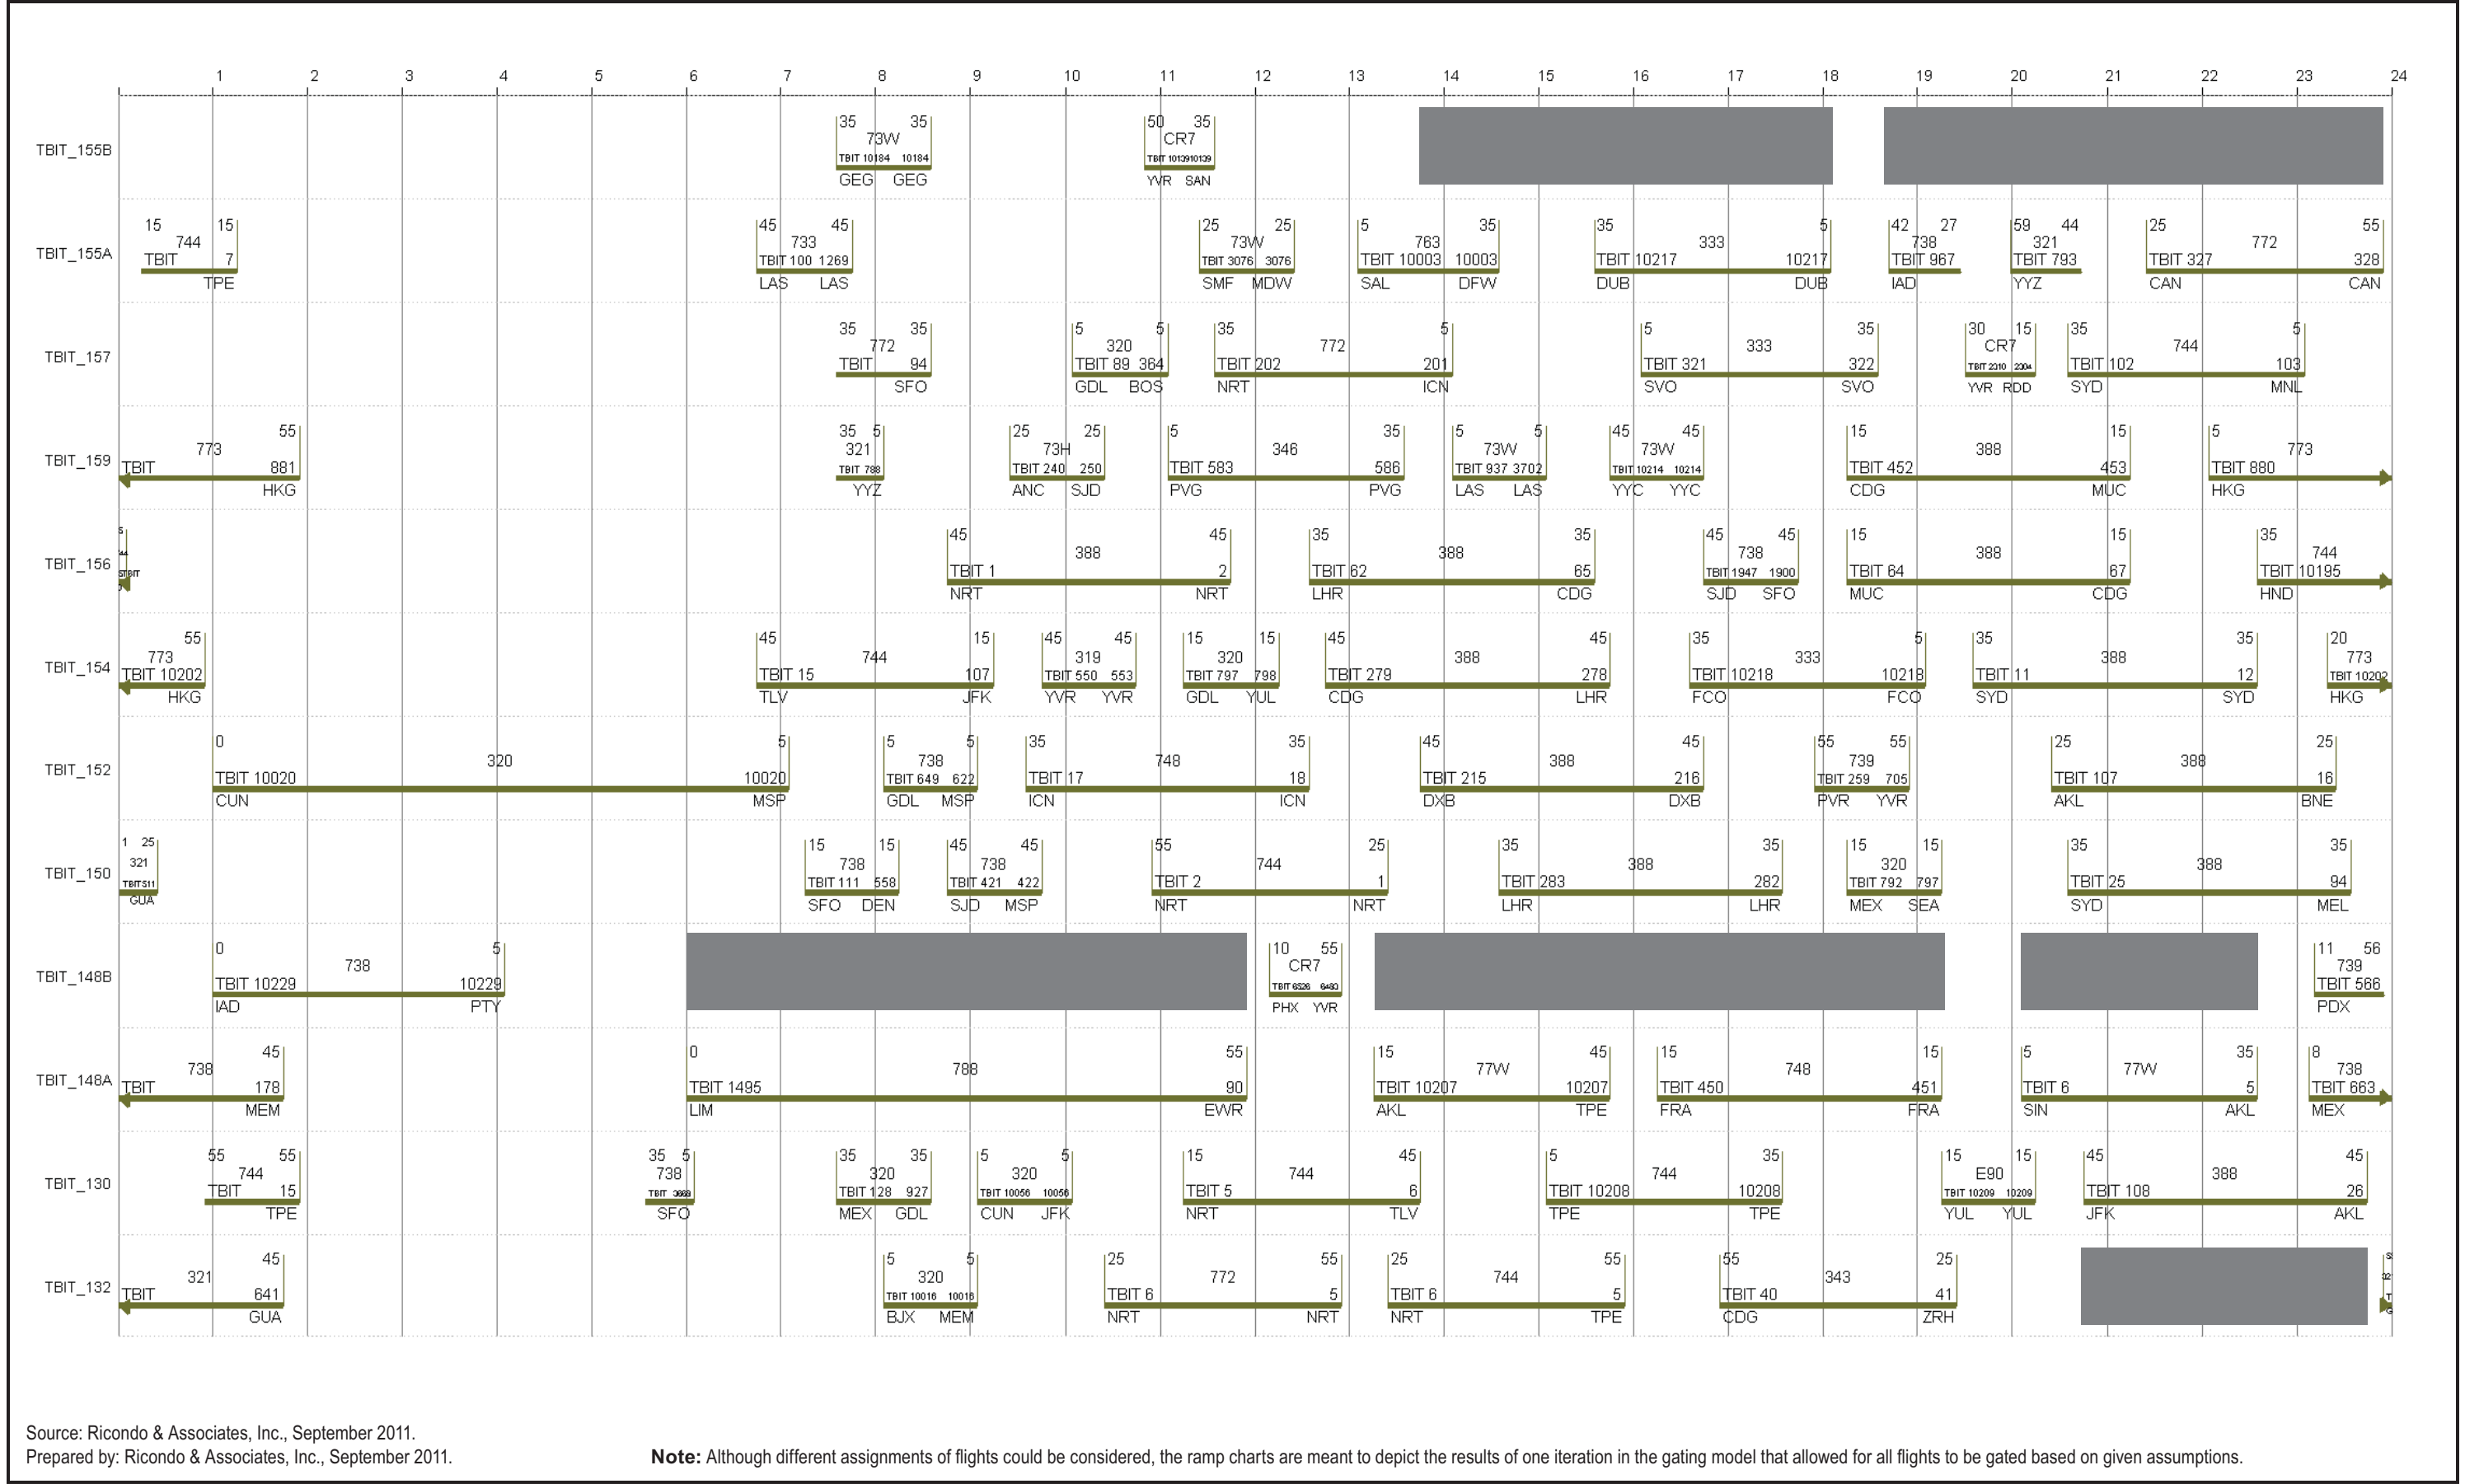 1 2 3 4 5 6 7 8 9 10 11 12 13 14 15 16 17 18 19 20 21 22 23 24
35 35 50 35
73W CR7
TBIT_155B
TBIT 10184 10184 TBIT 1013910139
GEG GEG YVR SAN
15 15 45 45 25 25 5 35 35 5 42 27 59 44 25 55
744 733 73W 763 333 738 321 772
TBIT_155A
TBIT 7 TBIT 100 1269 TBIT 3076 3076 TBIT 10003 10003 TBIT 10217 10217 TBIT 967 TBIT 793 TBIT 327 328
TPE LAS LAS SMF MDW SAL DFW DUB DUB IAD YYZ CAN CAN
35 35 5 5 35 5 5 35 30 15 35 5
772 320 772 333 CR7 744
TBIT_157
TBIT 94 TBIT 89 364 TBIT 202 201 TBIT 321 322 TBIT 2310 2304 TBIT 102 103
SFO GDL BOS NRT ICN SVO SVO YVR RDD SYD MNL
55 35 5 25 25 5 35 5 5 45 45 15 15 5
773 321 73H 346 73W 73W 388 773
TBIT_159
TBIT 881 TBIT 788 TBIT 240 250 TBIT 583 586 TBIT 937 3702 TBIT 10214 10214 TBIT 452 453 TBIT 880
HKG YYZ ANC SJD PVG PVG LAS LAS YYC YYC CDG MUC HKG
45 45 35 35 45 45 15 15 35
388 388 738 388 744
TBIT_156
TBIT 1 2 TBIT 62 65 TBIT 1947 1900 TBIT 64 67 TBIT 10195
NRT NRT LHR CDG SJD SFO MUC CDG HND
55 45 15 45 45 15 15 45 45 35 5 35 35 20
773 744 319 320 388 333 388 773
TBIT_154
TBIT 10202 TBIT 15 107 TBIT 550 553 TBIT 797 798 TBIT 279 278 TBIT 10218 10218 TBIT 11 12 TBIT 10202
HKG TLV JFK YVR YVR GDL YUL CDG LHR FCO FCO SYD SYD HKG
0 5 5 5 35 35 45 45 55 55 25 25
320 738 748 388 739 388
TBIT_152
TBIT 10020 10020 TBIT 649 622 TBIT 17 18 TBIT 215 216 TBIT 259 705 TBIT 107 16
CUN MSP GDL MSP ICN ICN DXB DXB PVR YVR AKL BNE
1 25 15 15 45 45 55 25 35 35 15 15 35 35
321 738 738 744 388 320 388
TBIT_150
TBIT 511 TBIT 111 558 TBIT 421 422 TBIT 2 1 TBIT 283 282 TBIT 792 797 TBIT 25 94
GUA SFO DEN SJD MSP NRT NRT LHR LHR MEX SEA SYD MEL
0 5 10 55 11 56
738 CR7 739
TBIT_148B
TBIT 10229 10229 TBIT 6526 TBIT 566
IAD PTY PHX YVR PDX
45 0 55 15 45 15 15 5 35 8
738 788 77W 748 77W 738
TBIT_148A
TBIT 178 TBIT 1495 90 TBIT 10207 10207 TBIT 450 451 TBIT 6 5 TBIT 663
MEM LIM EWR AKL TPE FRA FRA SIN AKL MEX
55 55 35 5 35 35 5 5 15 45 5 35 15 15 45 45
744 738 320 320 744 744 E90 388
TBIT_130
TBIT 15 TBIT TBIT 128 927 TBIT 10056 10056 TBIT 5 6 TBIT 10208 10208 TBIT 10209 10209 TBIT 108 26
TPE SFO MEX GDL CUN JFK NRT TLV TPE TPE YUL YUL JFK AKL
45 5 5 25 55 25 55 55 25
321 320 772 744 343
TBIT_132
TBIT 641 TBIT 10016 10016 TBIT 6 5 TBIT 6 5 TBIT 40 41
GUA BJX MEM NRT NRT NRT TPE CDG ZRH
Source: Ricondo & Associates, Inc., September 2011.
Prepared by: Ricondo & Associates, Inc., September 2011.
Note: Although different assignments of flights could be considered, the ramp charts are meant to depict the results of one iteration in the gating model that allowed for all flights to be gated based on given assumptions.